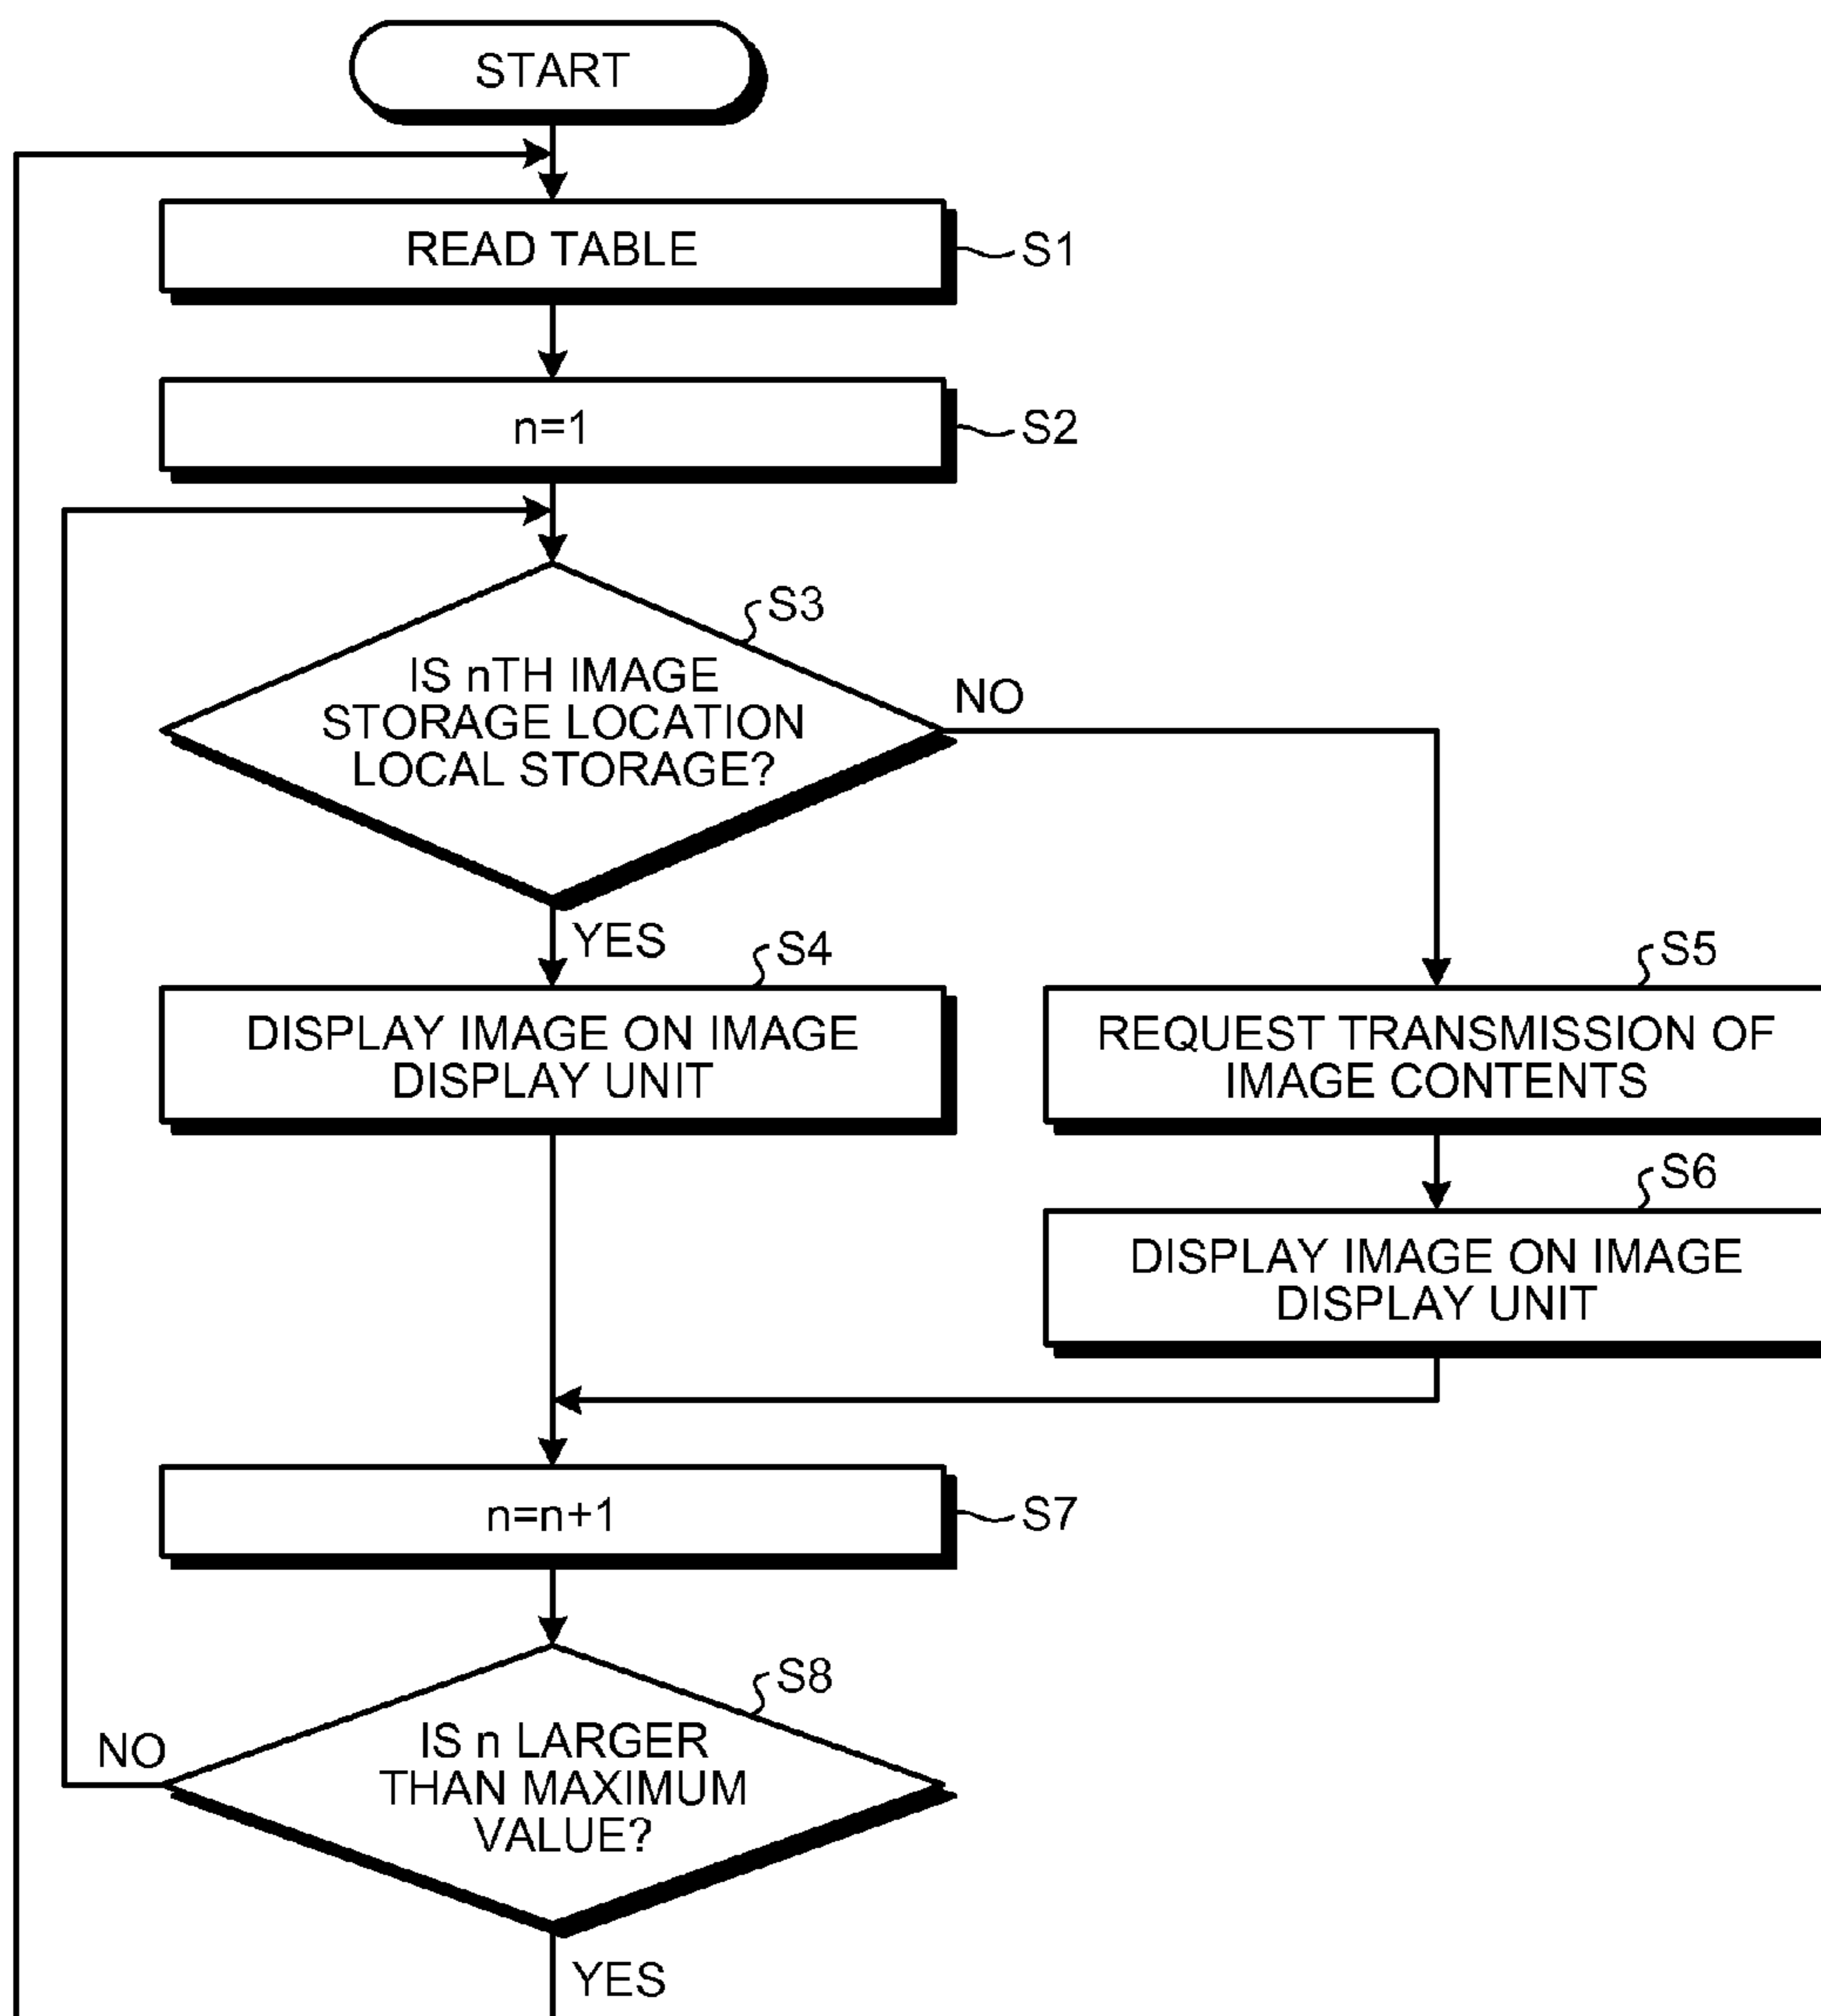 START
READ TABLE
S1
n=1
S2
S3
IS nTH IMAGE
STORAGE LOCATION
LOCAL STORAGE?
NO
YES
S4
DISPLAY IMAGE ON IMAGE
DISPLAY UNIT
S5
REQUEST TRANSMISSION OF
IMAGE CONTENTS
S6
DISPLAY IMAGE ON IMAGE
DISPLAY UNIT
n=n+1
S7
S8
IS n LARGER
THAN MAXIMUM
VALUE?
NO
YES